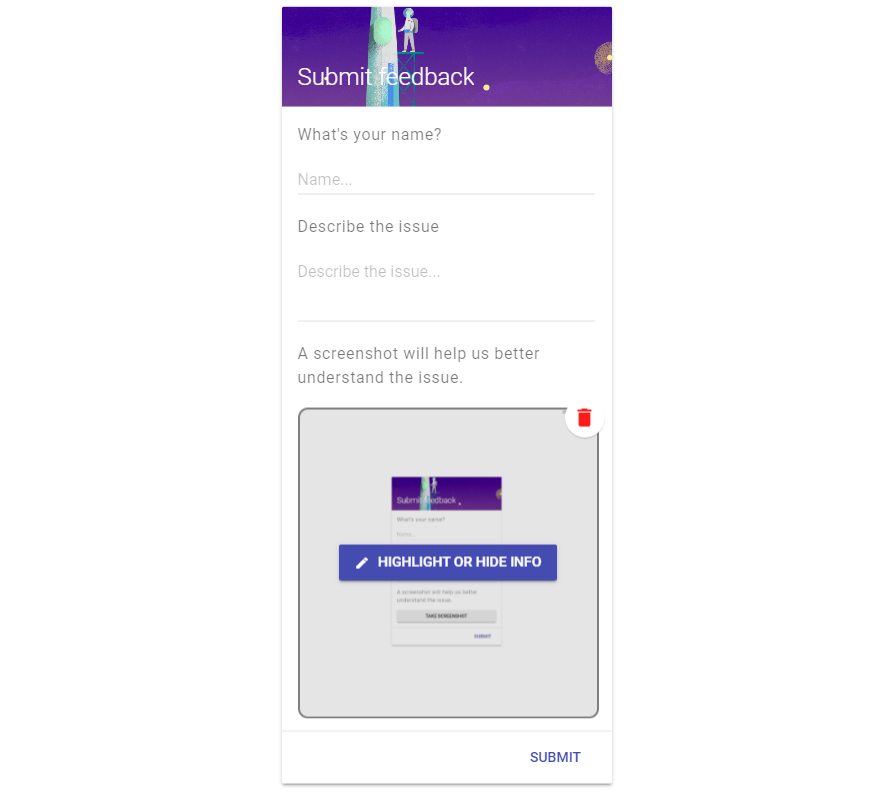 Submit feedback
What's your name?
Name...
Describe the issue
Describe the issue...
A screenshot will help us better
understand the issue.
Submit feedback
What's your name?
Name...
HIGHLIGHT OR HIDE INFO
A screenshot will help us better
understand the issue.
TAKE SCREENSHOT
SUBMIT
SUBMIT